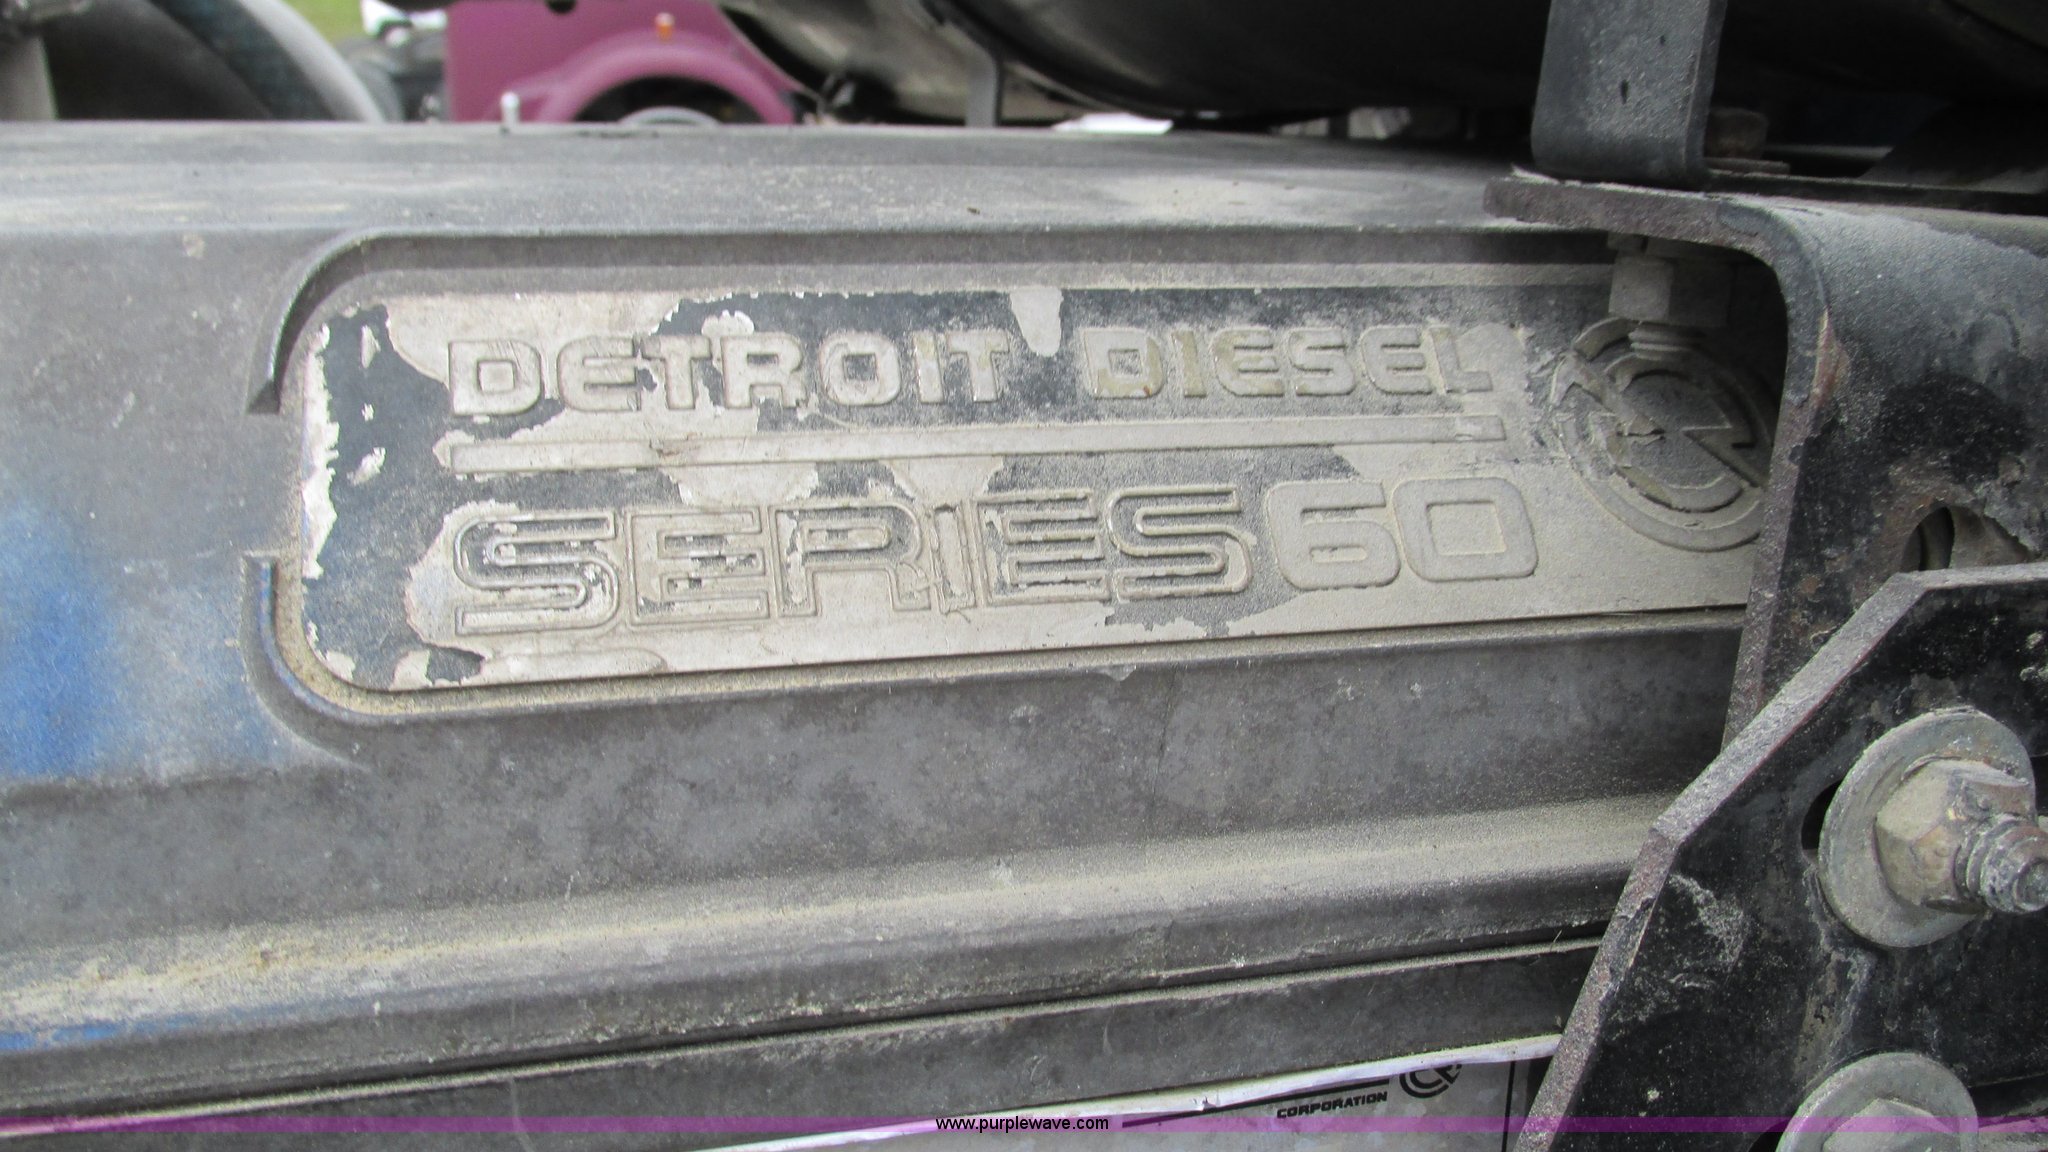 DETROIT DIESEL
SERIES 60
CORPORATION
www.purplewave.com